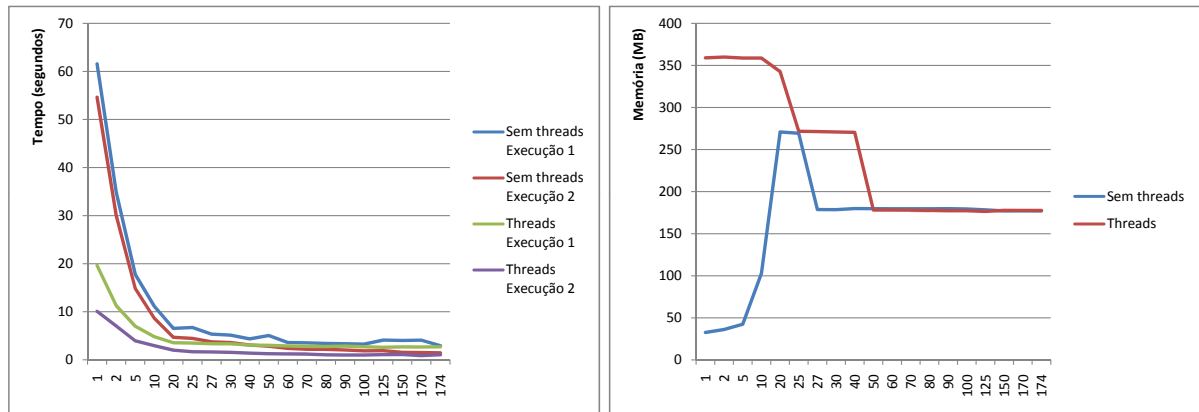 70
60
50
40
30
20
10
0
Tempo (segundos)
1 2 5 10 20 25 27 30 40 50 60 70 80 90 100 125 150 170 174
Sem threads
Execução 1
Sem threads
Execução 2
Threads
Execução 1
Threads
Execução 2
400
350
300
250
200
150
100
50
0
Memória (MB)
1 2 5 10 20 25 27 30 40 50 60 70 80 90 100 125 150 170 174
Sem threads
Threads